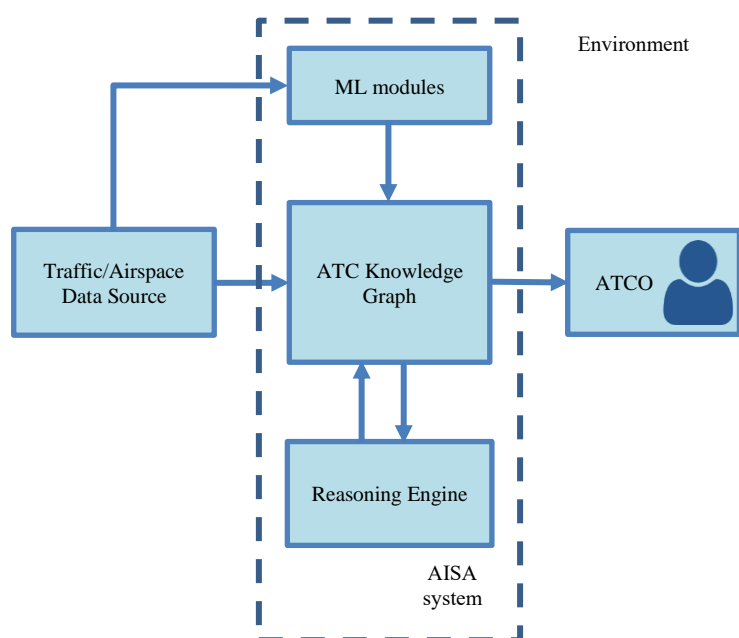 Environment
ML modules
Traffic/Airspace
Data Source
ATC Knowledge
Graph
ATCO
Reasoning Engine
AISA
system